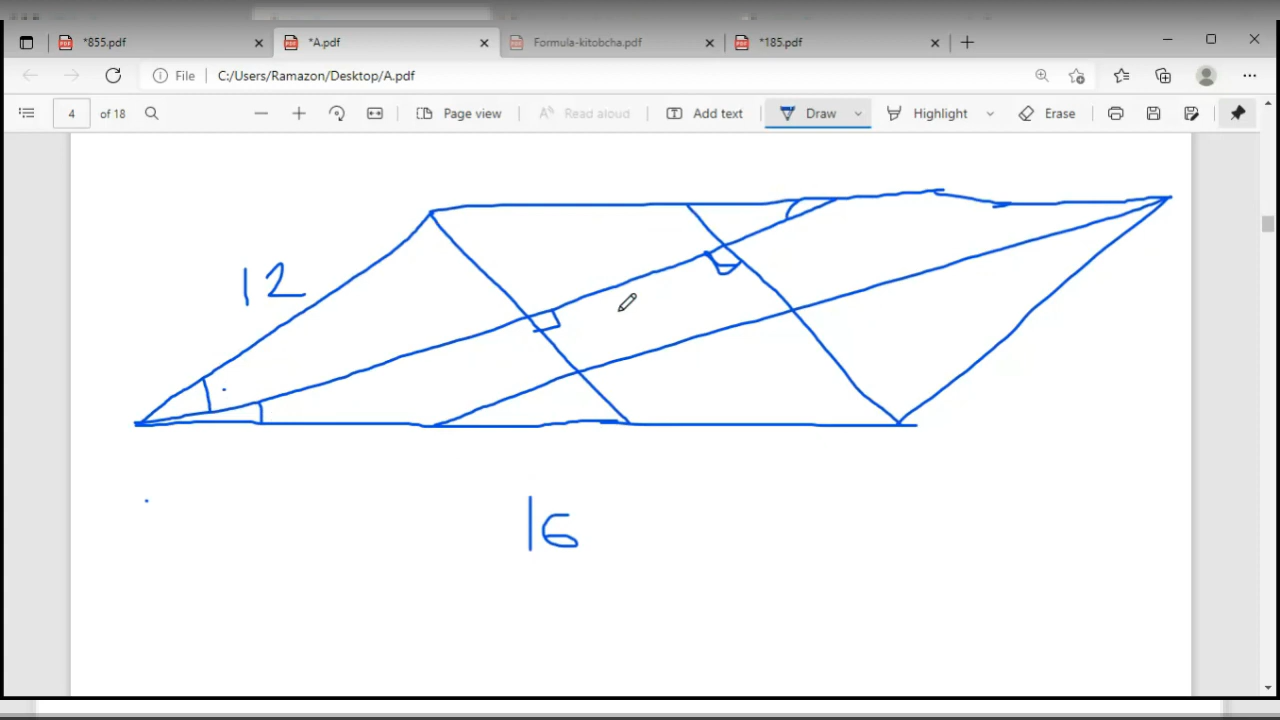 *855.pdf
*A.pdf
Formula-kitobcha.pdf
*185.pdf
File C:/Users/Ramazon/Desktop/A.pdf
4 of 18
Page view
Read aloud
Add text
Draw
Highlight
Erase
12
16